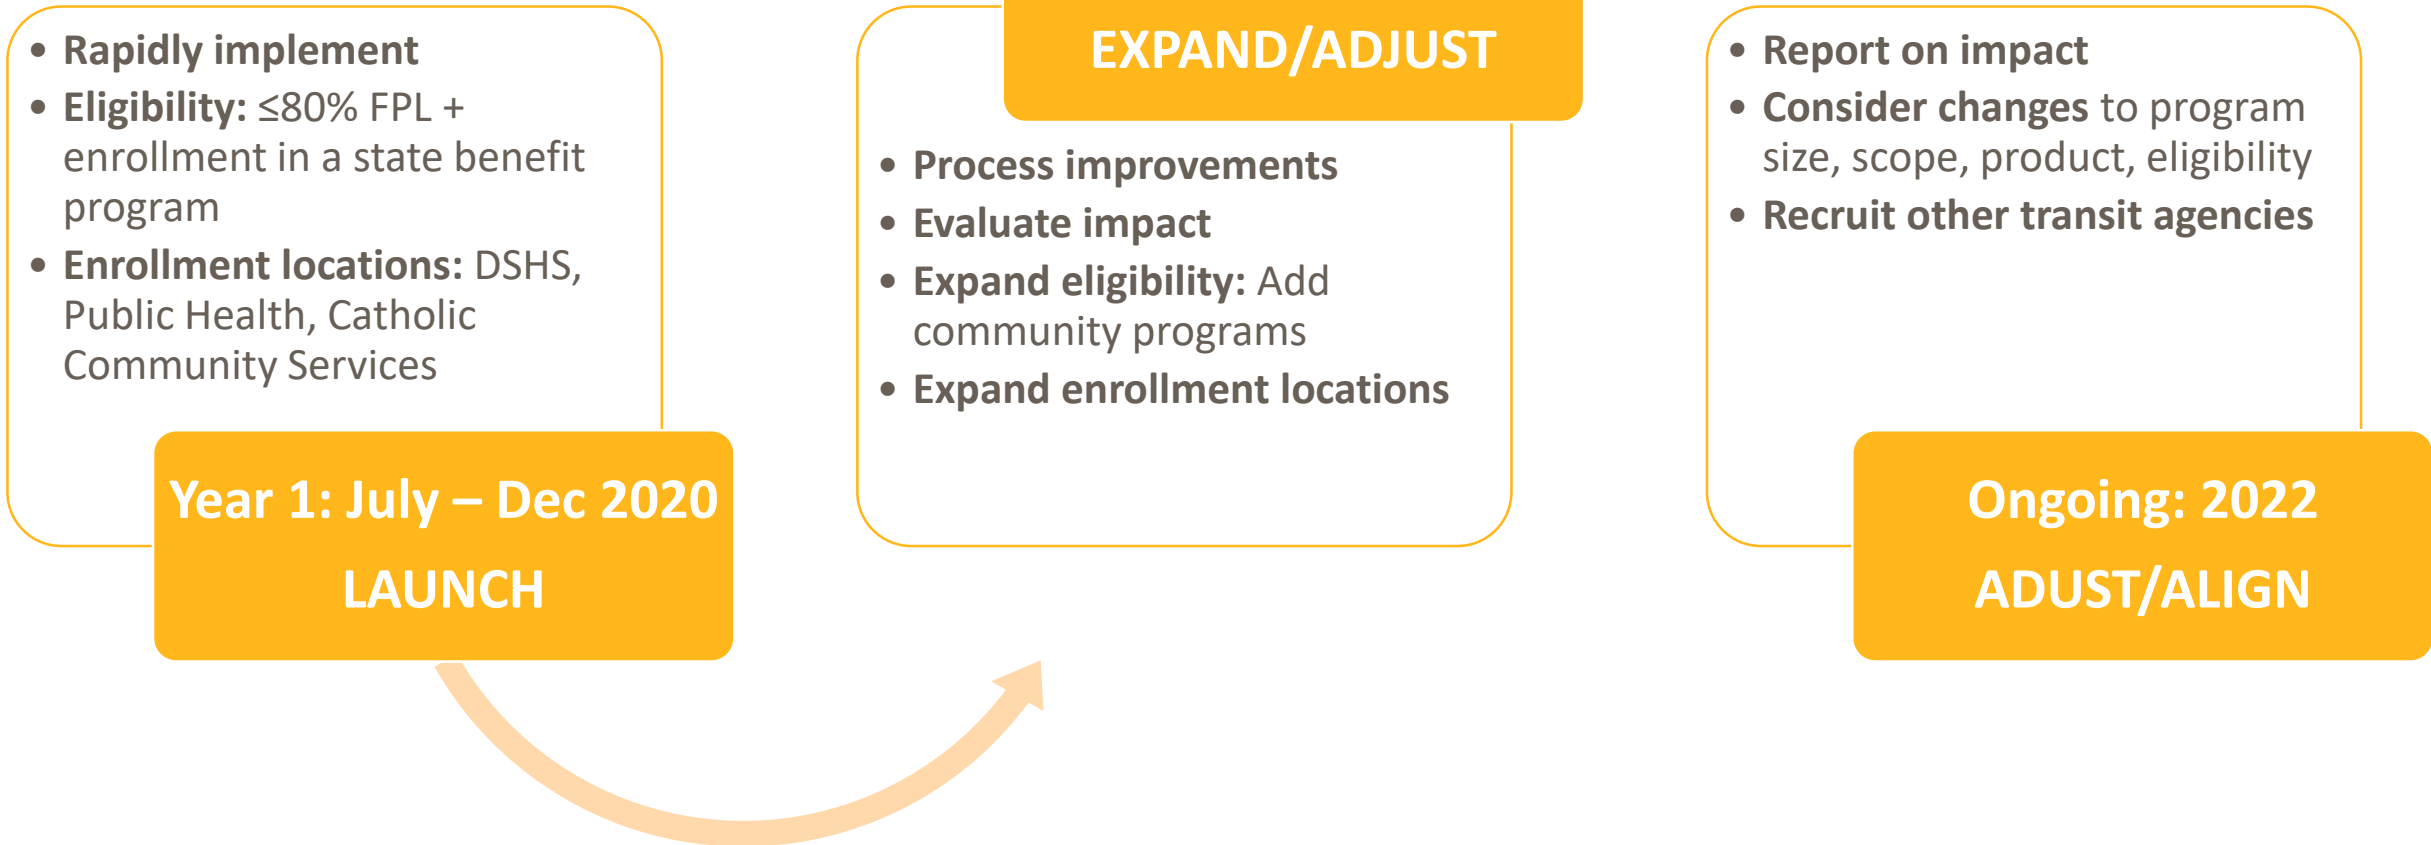 • Rapidly implement
• Eligibility: ≤80% FPL +
enrollment in a state benefit
program
• Enrollment locations: DSHS,
Public Health, Catholic
Community Services
Year 1: July – Dec 2020
LAUNCH
EXPAND/ADJUST
• Process improvements
• Evaluate impact
• Expand eligibility: Add
community programs
• Expand enrollment locations
• Report on impact
• Consider changes to program
size, scope, product, eligibility
• Recruit other transit agencies
Ongoing: 2022
ADUST/ALIGN